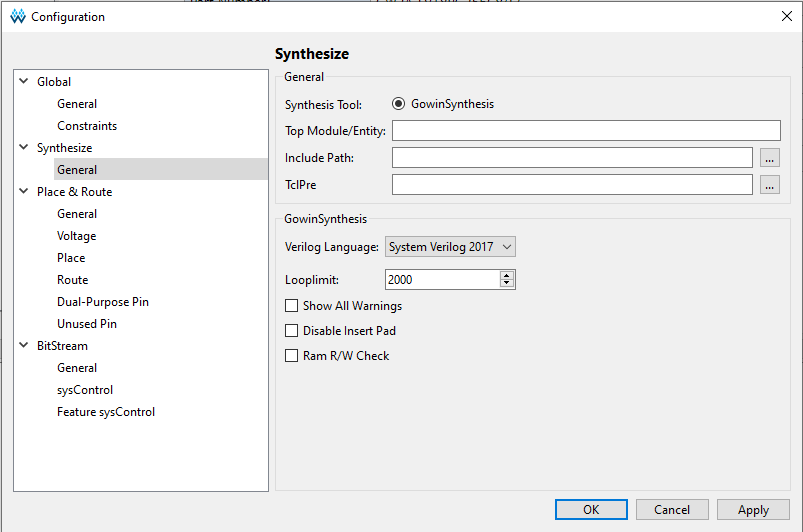 Configuration
Synthesize
Global
General
Constraints
Synthesize
General
Place & Route
General
Voltage
Place
Route
Dual-Purpose Pin
Unused Pin
BitStream
General
sysControl
Feature sysControl
General
Synthesis Tool: GowinSynthesis
Top Module/Entity:
Include Path: ...
TclPre ...
GowinSynthesis
Verilog Language: System Verilog 2017
Looplimit: 2000
Show All Warnings
Disable Insert Pad
Ram R/W Check
OK Cancel Apply